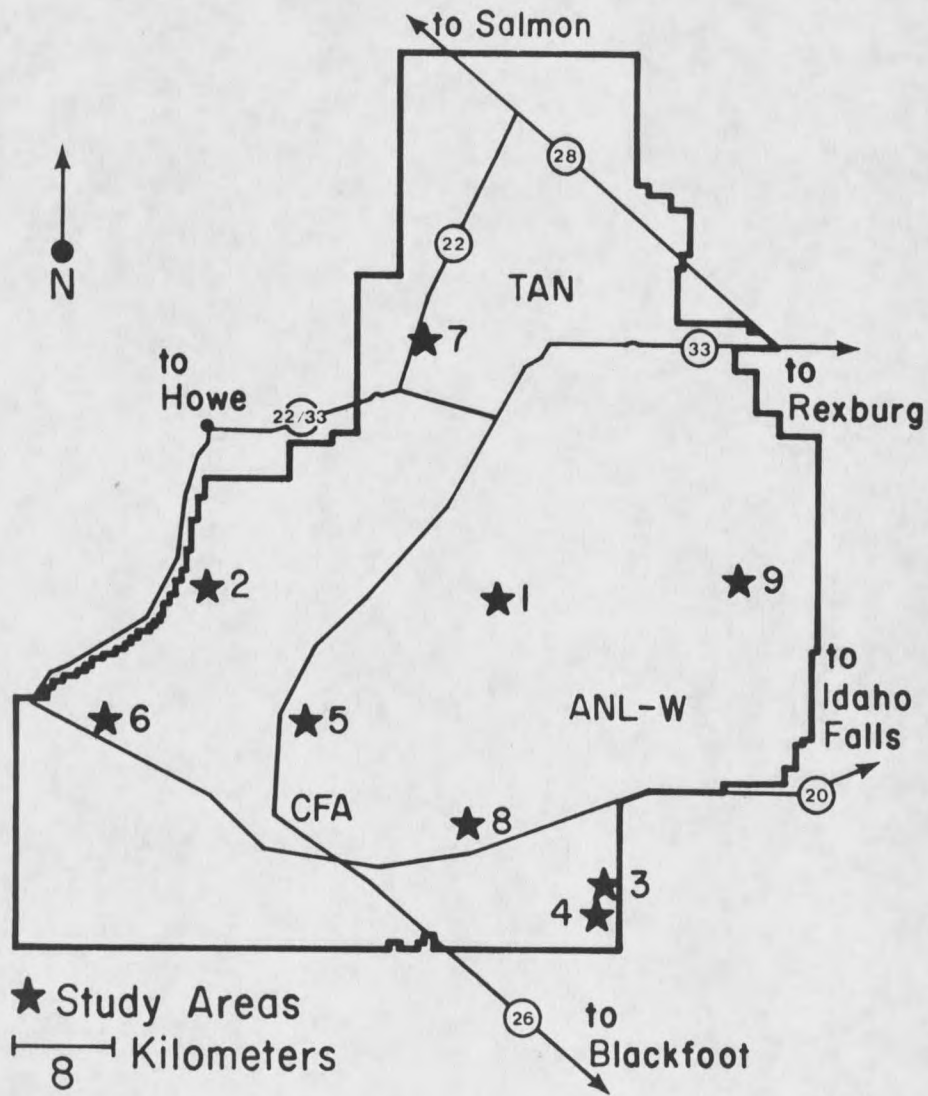 to Salmon
28
N
22
TAN
7
33
to
Howe
22/33
to
Rexburg
2
1
9
6
5
ANL-W
to
Idaho
Falls
CFA
8
20
3
4
Study Areas
Kilometers
8
26
to
Blackfoot